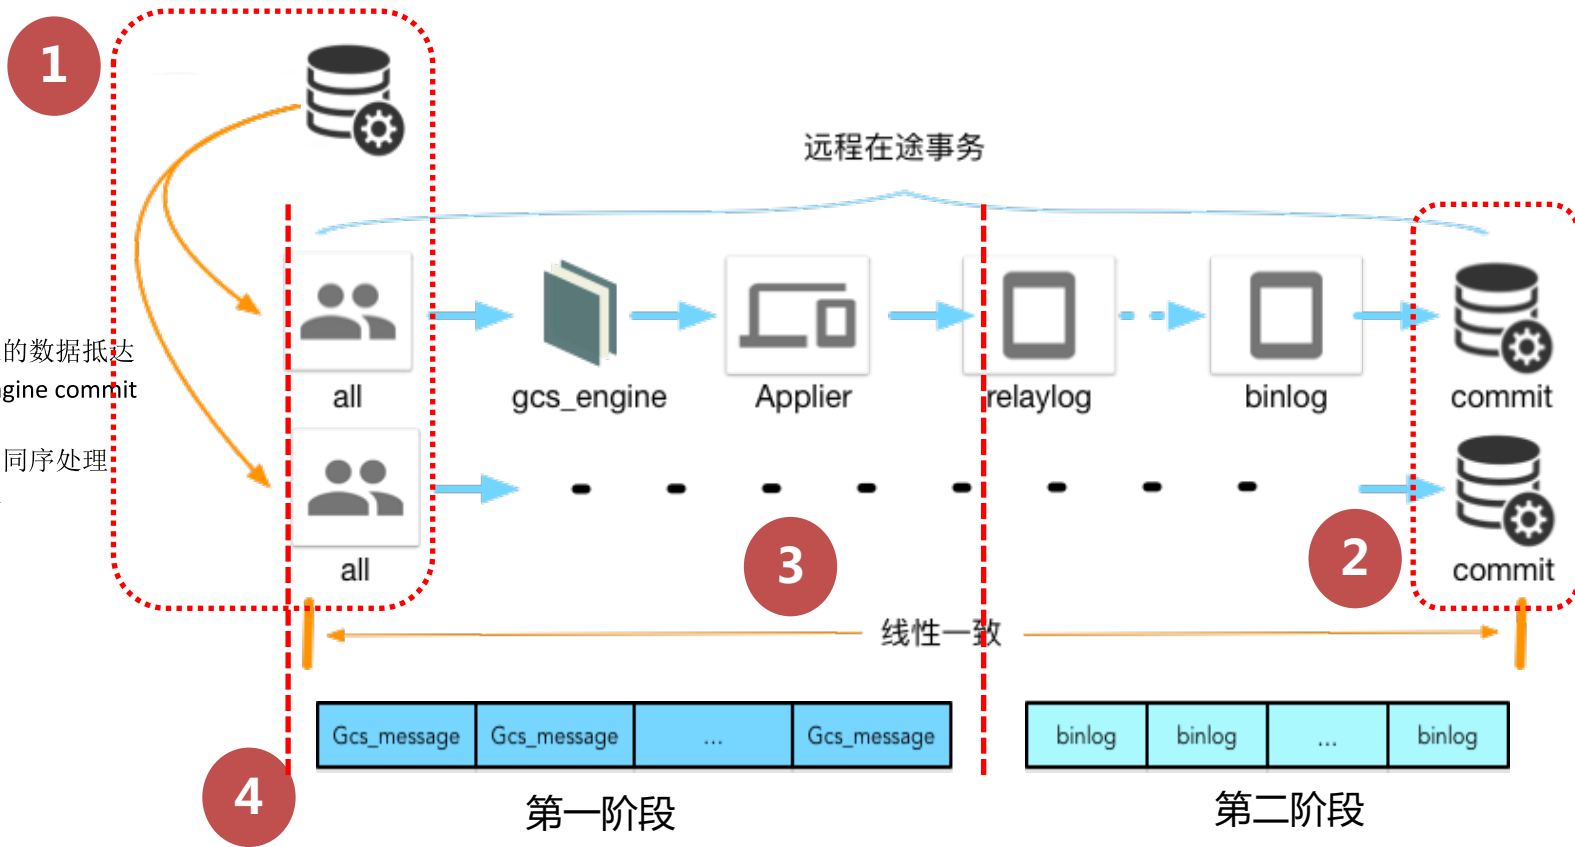 1
远程在途事务
的数据抵达
ngine commit
同序处理
all
gcs_engine
Applier
relaylog
binlog
commit
all
3
2
commit
线性一致
Gcs_message
Gcs_message
...
Gcs_message
binlog
binlog
...
binlog
4
第一阶段
第二阶段